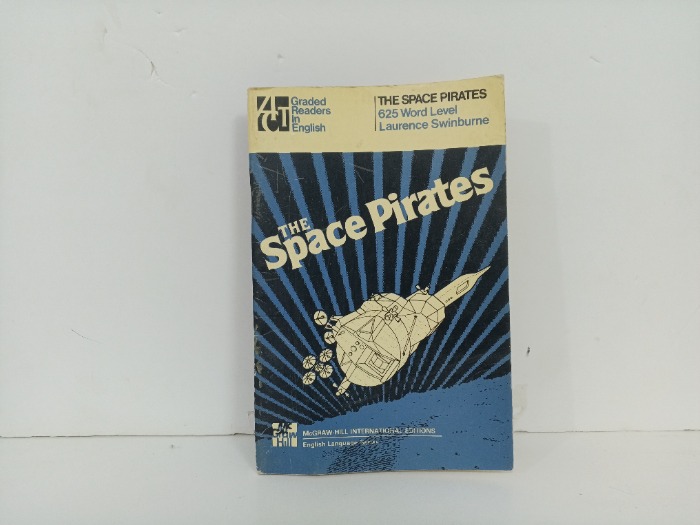 Graded
Readers
In
English
THE SPACE PIRATES
625 Word Level
Laurence Swinburne
THE
Space Pirates
McGRAW-HILL INTERNATIONAL EDITIONS
English Language Series